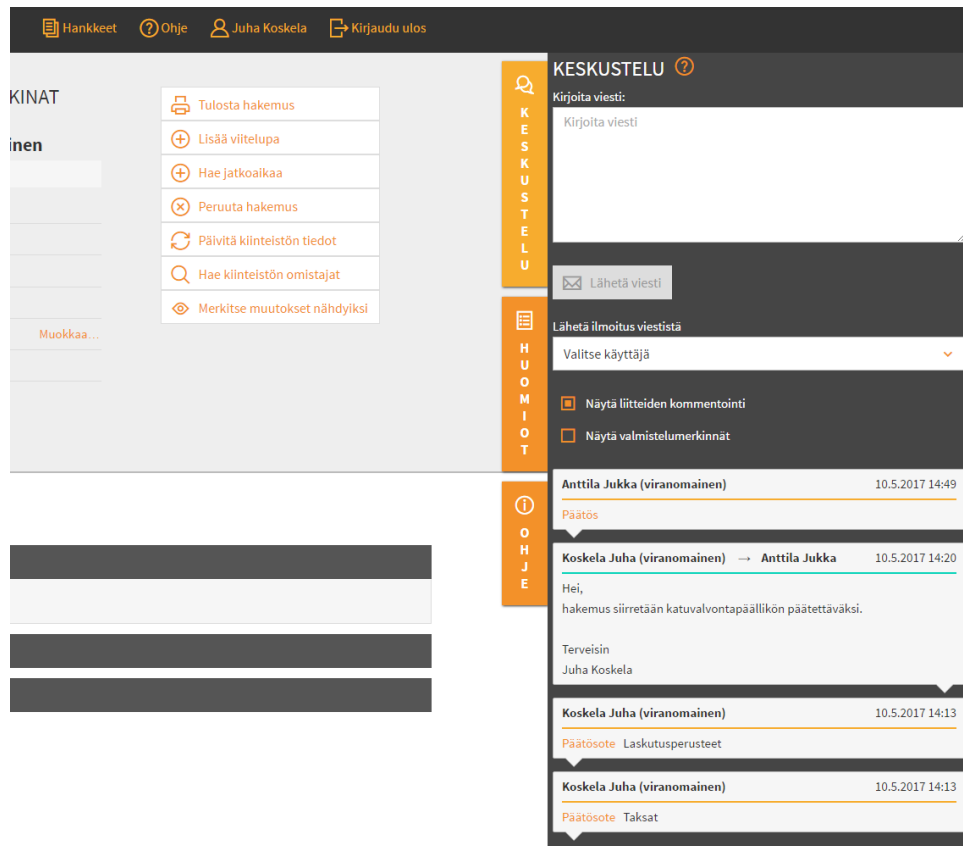 Hankkeet Ohje Juha Koskela Kirjaudu ulos
KINAT
inen
Muokkaa...
Tulosta hakemus
Lisää viitelupa
Hae jatkoaikaa
Peruuta hakemus
Päivitä kiinteistön tiedot
Hae kiinteistön omistajat
Merkitse muutokset nähdyiksi
KESKUSTELU
HUOMIOT
OHJE
KESKUSTELU
Kirjoita viesti:
Kirjoita viesti
Lähetä viesti
Lähetä ilmoitus viestistä
Valitse käyttäjä
Näytä liitteiden kommentointi
Näytä valmistelumerkinnät
Anttila Jukka (viranomainen) 10.5.2017 14:49
Päätös
Koskela Juha (viranomainen) → Anttila Jukka 10.5.2017 14:20
Hei,
hakemus siirretään katuvalvontapäällikön päätettäväksi.
Terveisin
Juha Koskela
Koskela Juha (viranomainen) 10.5.2017 14:13
Päätösote Laskutusperusteet
Koskela Juha (viranomainen) 10.5.2017 14:13
Päätösote Taksat